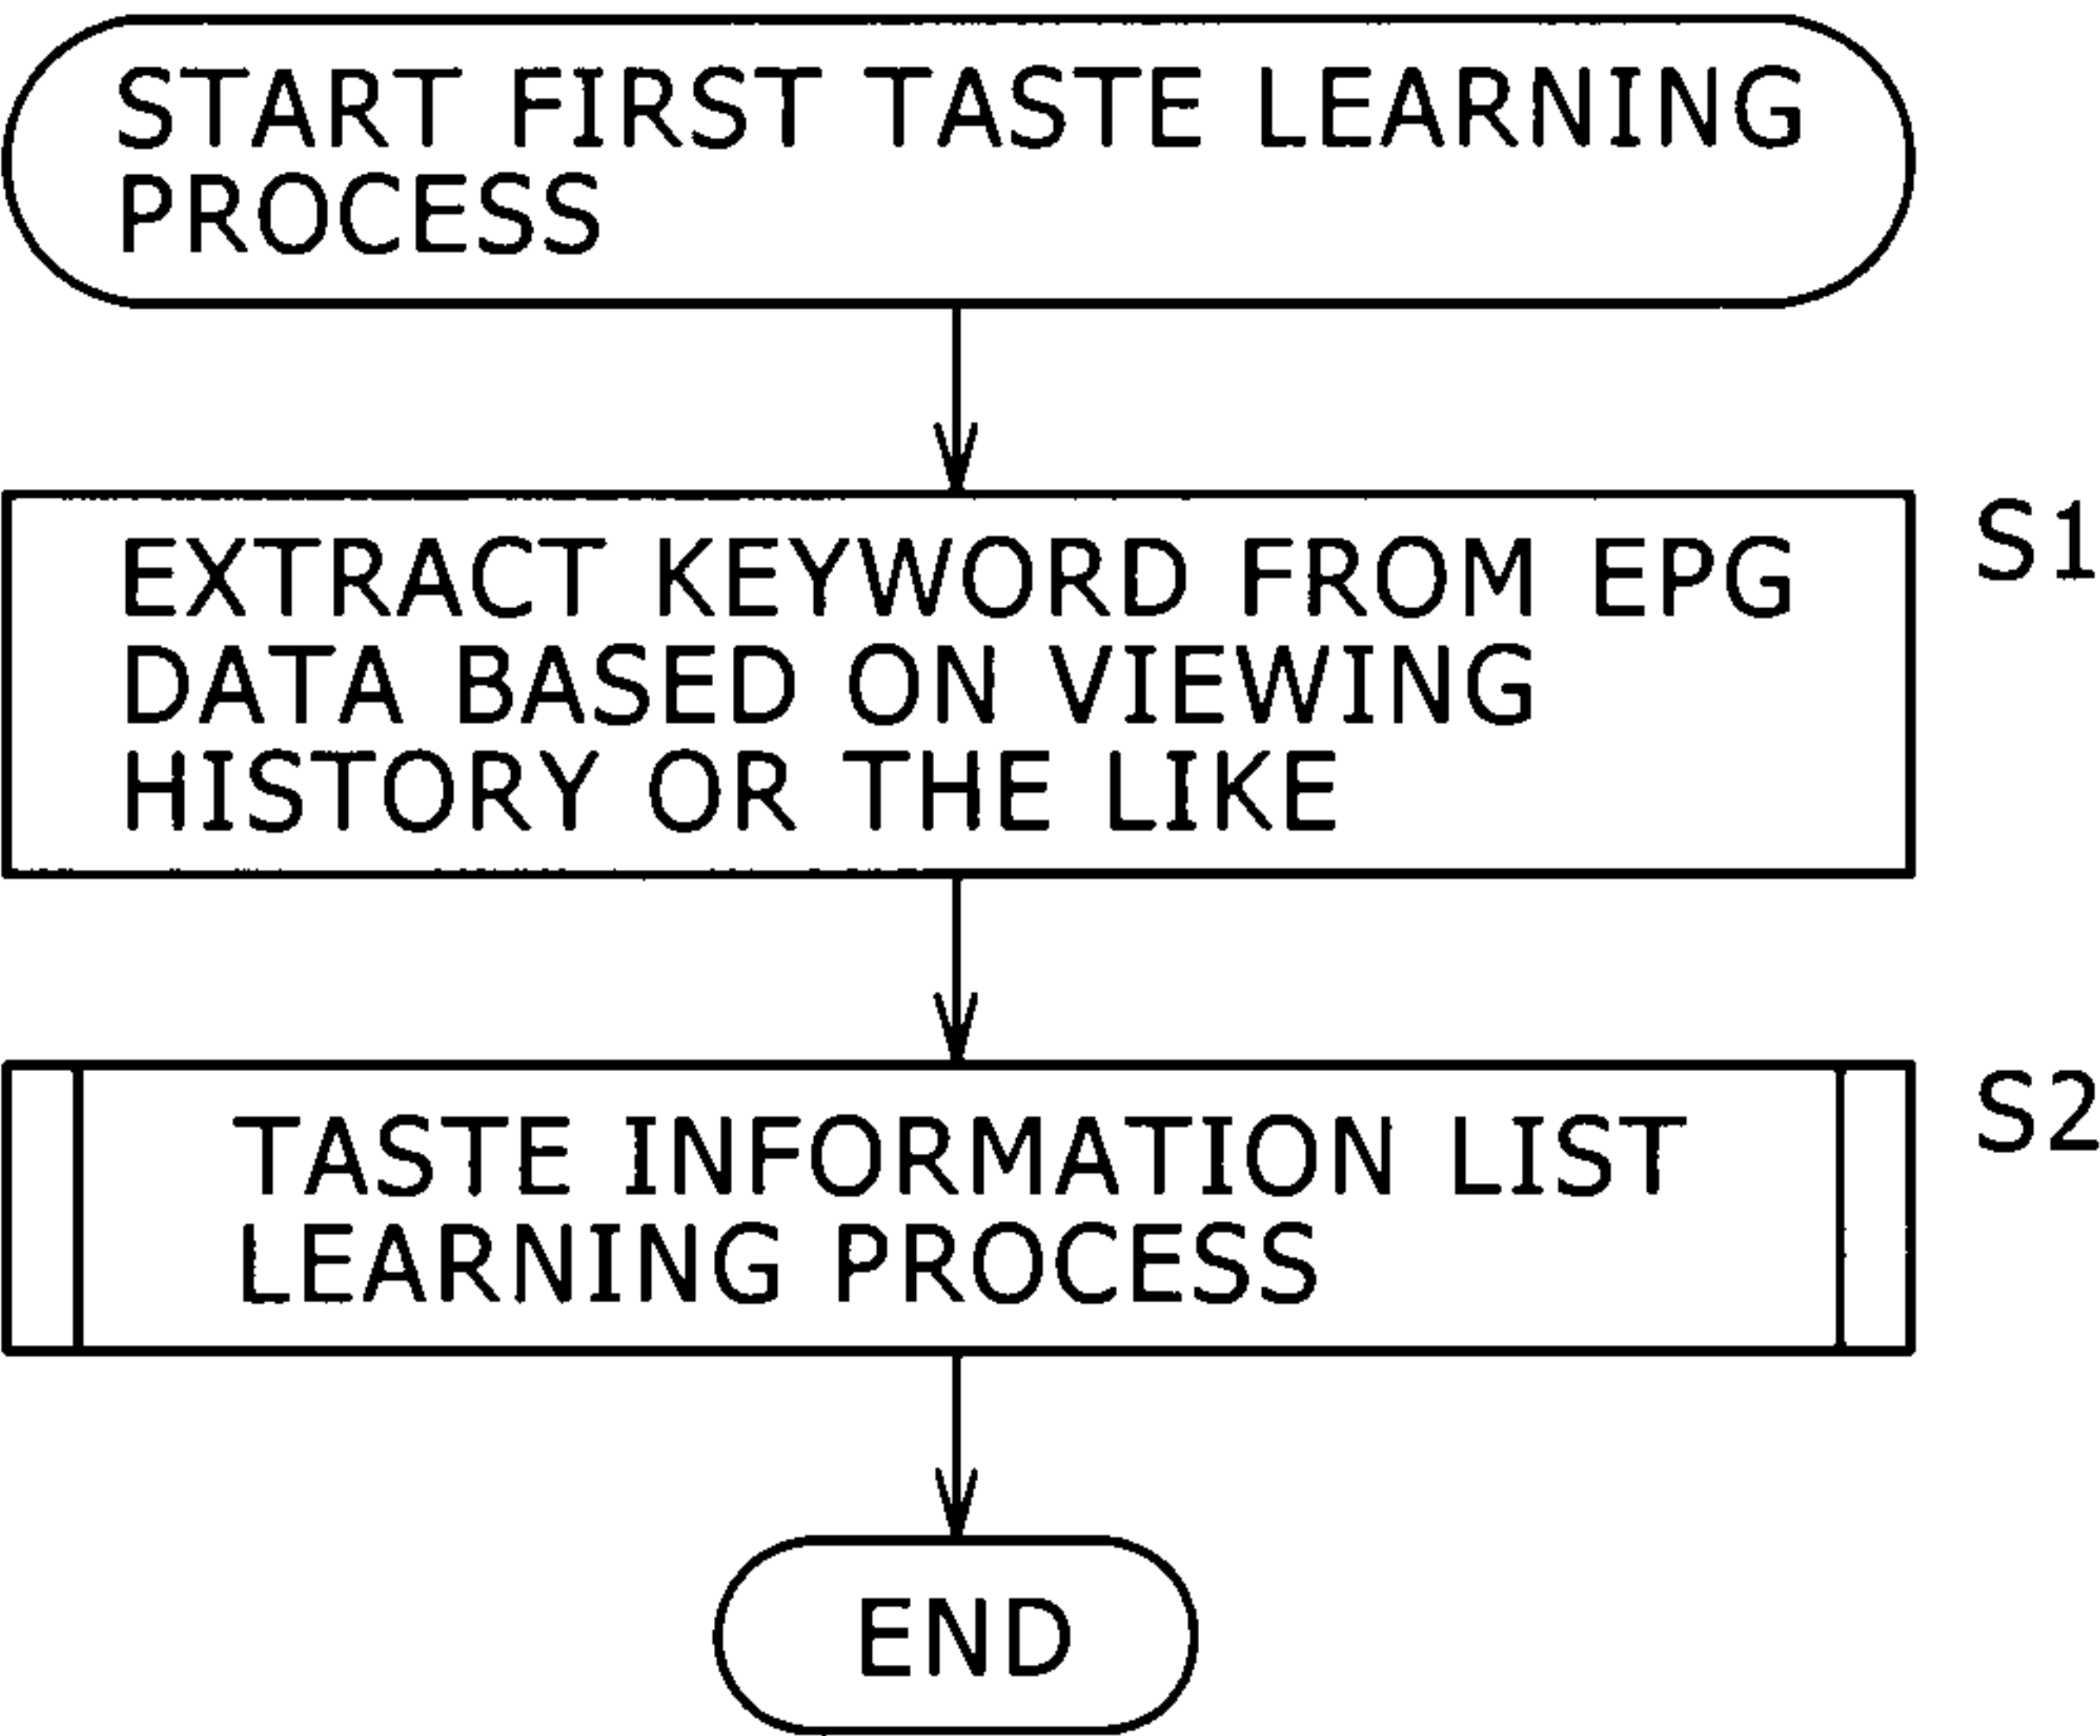 START FIRST TASTE LEARNING
PROCESS
EXTRACT KEYWORD FROM EPG
DATA BASED ON VIEWING
HISTORY OR THE LIKE
S1
TASTE INFORMATION LIST
LEARNING PROCESS
S2
END